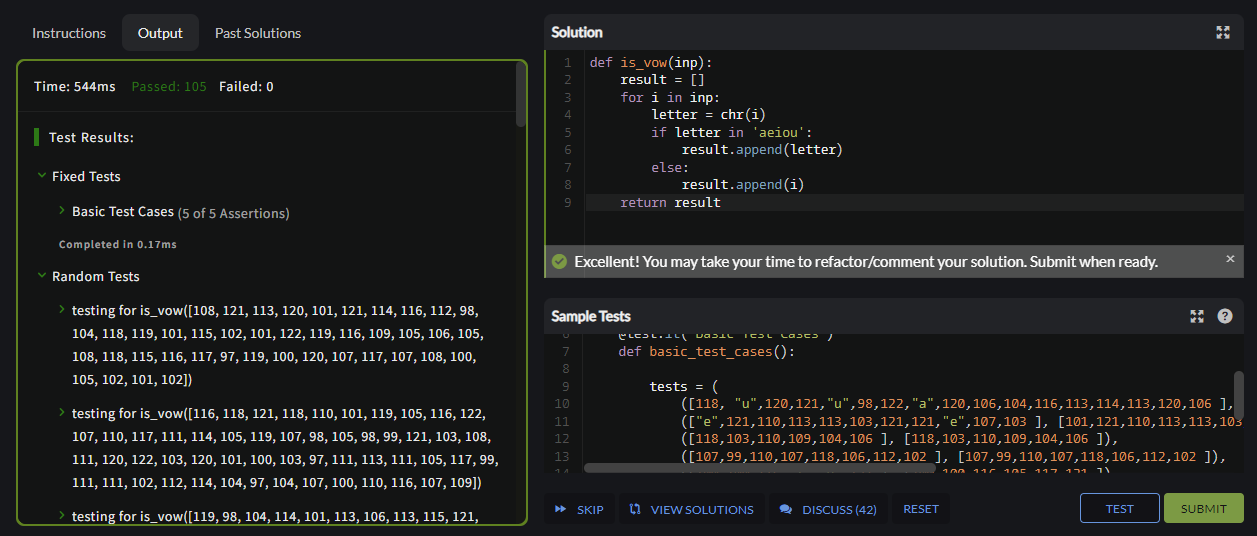 Instructions Output Past Solutions
Time: 544ms Passed: 105 Failed: 0
Test Results:
Fixed Tests
Basic Test Cases (5 of 5 Assertions)
Completed in 0.17ms
Random Tests
testing for is_vow([108, 121, 113, 120, 101, 121, 114, 116, 112, 98,
104, 118, 119, 101, 115, 102, 101, 122, 119, 116, 109, 105, 106, 105,
108, 118, 115, 116, 117, 97, 119, 100, 120, 107, 117, 107, 108, 100,
105, 102, 101, 102])
testing for is_vow([116, 118, 121, 118, 110, 101, 119, 105, 116, 122,
107, 110, 117, 111, 114, 105, 119, 107, 98, 105, 98, 99, 121, 103, 108,
111, 120, 122, 103, 120, 101, 100, 103, 97, 111, 113, 111, 105, 117, 99,
111, 111, 102, 112, 114, 104, 97, 104, 107, 100, 110, 116, 107, 109])
testing for is_vow([119, 98, 104, 114, 101, 113, 106, 113, 115, 121,
Solution
1 def is_vow(inp):
2 result = []
3 for i in inp:
4 letter = chr(i)
5 if letter in 'aeiou':
6 result.append(letter)
7 else:
8 result.append(i)
9 return result
Excellent! You may take your time to refactor/comment your solution. Submit when ready.
Sample Tests
7 def basic_test_cases():
8
9 tests = (
10 ([118, "u",120,121,"u",98,122,"a",120,106,104,116,113,114,113,120,106 ],
11 (["e",121,110,113,113,103,121,121,"e",107,103 ], [101,121,110,113,113,103
12 ([118,103,110,109,104,106 ], [118,103,110,109,104,106 ]),
13 ([107,99,110,107,118,106,112,102 ], [107,99,110,107,118,106,112,102 ]),
SKIP VIEW SOLUTIONS DISCUSS (42) RESET TEST SUBMIT